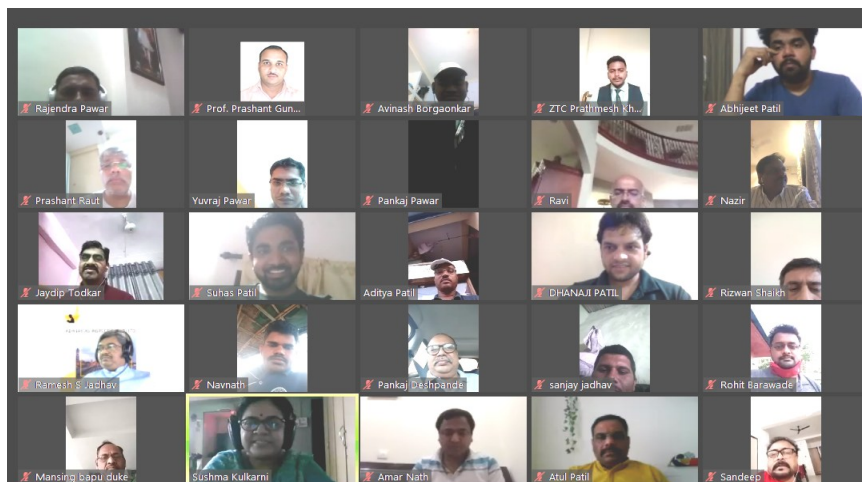 Rajendra Pawar
Prof. Prashant Gun...
Avinash Borgaonkar
ZTC Prathmesh Kh...
Abhijeet Patil
Prashant Raut
Yuvraj Pawar
Pankaj Pawar
Ravi
Nazir
Jaydip Todkar
Suhas Patil
Aditya Patil
DHANAJI PATIL
Rizwan Shaikh
Ramesh S Jadhav
Navnath
Pankaj Deshpande
sanjay jadhav
Rohit Barawade
Mansing bapu duke
Sushma Kulkarni
Amar Nath
Atul Patil
Sandeep